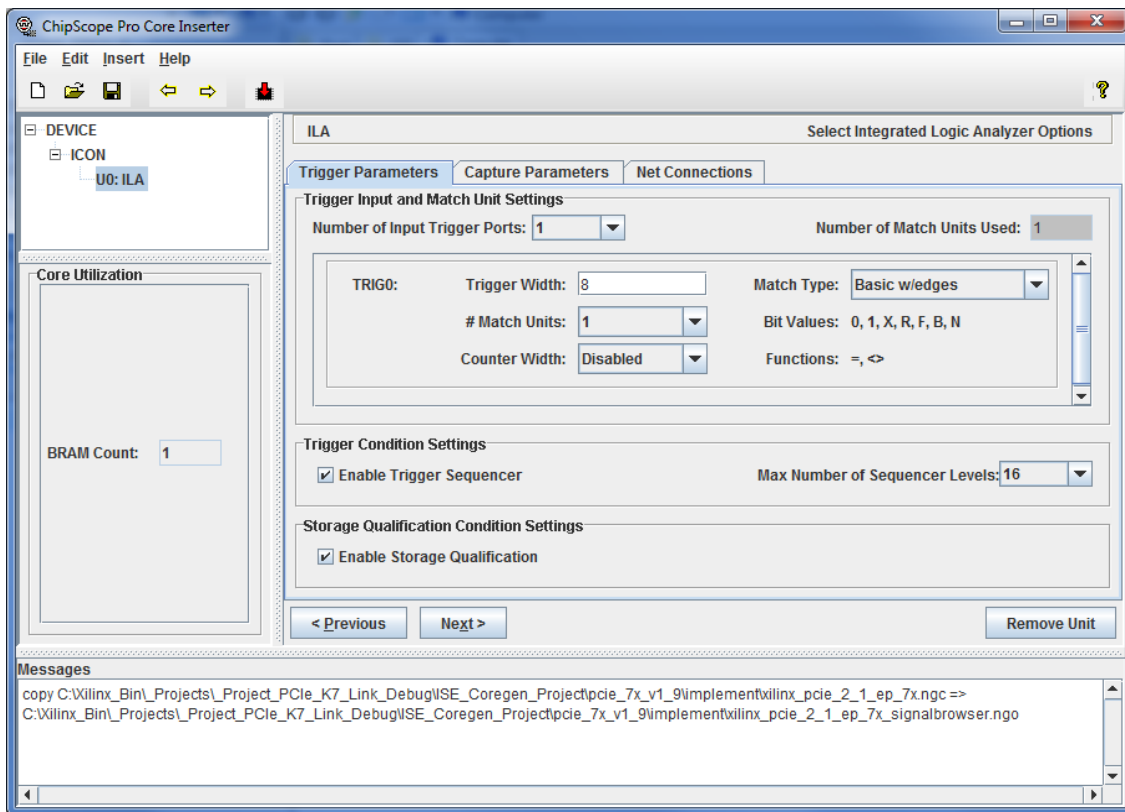 ChipScope Pro Core Inserter
File Edit Insert Help
DEVICE
ICON
U0: ILA
Core Utilization
BRAM Count: 1
ILA Select Integrated Logic Analyzer Options
Trigger Parameters Capture Parameters Net Connections
Trigger Input and Match Unit Settings
Number of Input Trigger Ports: 1 Number of Match Units Used: 1
TRIG0: Trigger Width: 8 Match Type: Basic w/edges
# Match Units: 1 Bit Values: 0, 1, X, R, F, B, N
Counter Width: Disabled Functions: =, <>
Trigger Condition Settings
Enable Trigger Sequencer Max Number of Sequencer Levels: 16
Storage Qualification Condition Settings
Enable Storage Qualification
< Previous Next > Remove Unit
Messages
copy C:\Xilinx_Bin\_Projects\_Project_PCIe_K7_Link_Debug\ISE_Coregen_Project\pcie_7x_v1_9\implement\xilinx_pcie_2_1_ep_7x.ngc =>
C:\Xilinx_Bin\_Projects\_Project_PCIe_K7_Link_Debug\ISE_Coregen_Project\pcie_7x_v1_9\implement\xilinx_pcie_2_1_ep_7x_signalbrowser.ngo